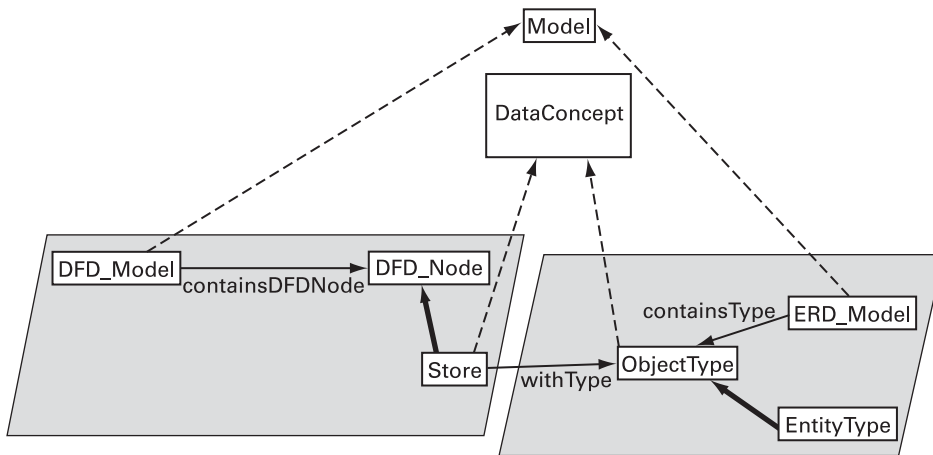 Model
DataConcept
DFD_Model
containsDFDNode
DFD_Node
Store
withType
containsType
ERD_Model
ObjectType
EntityType